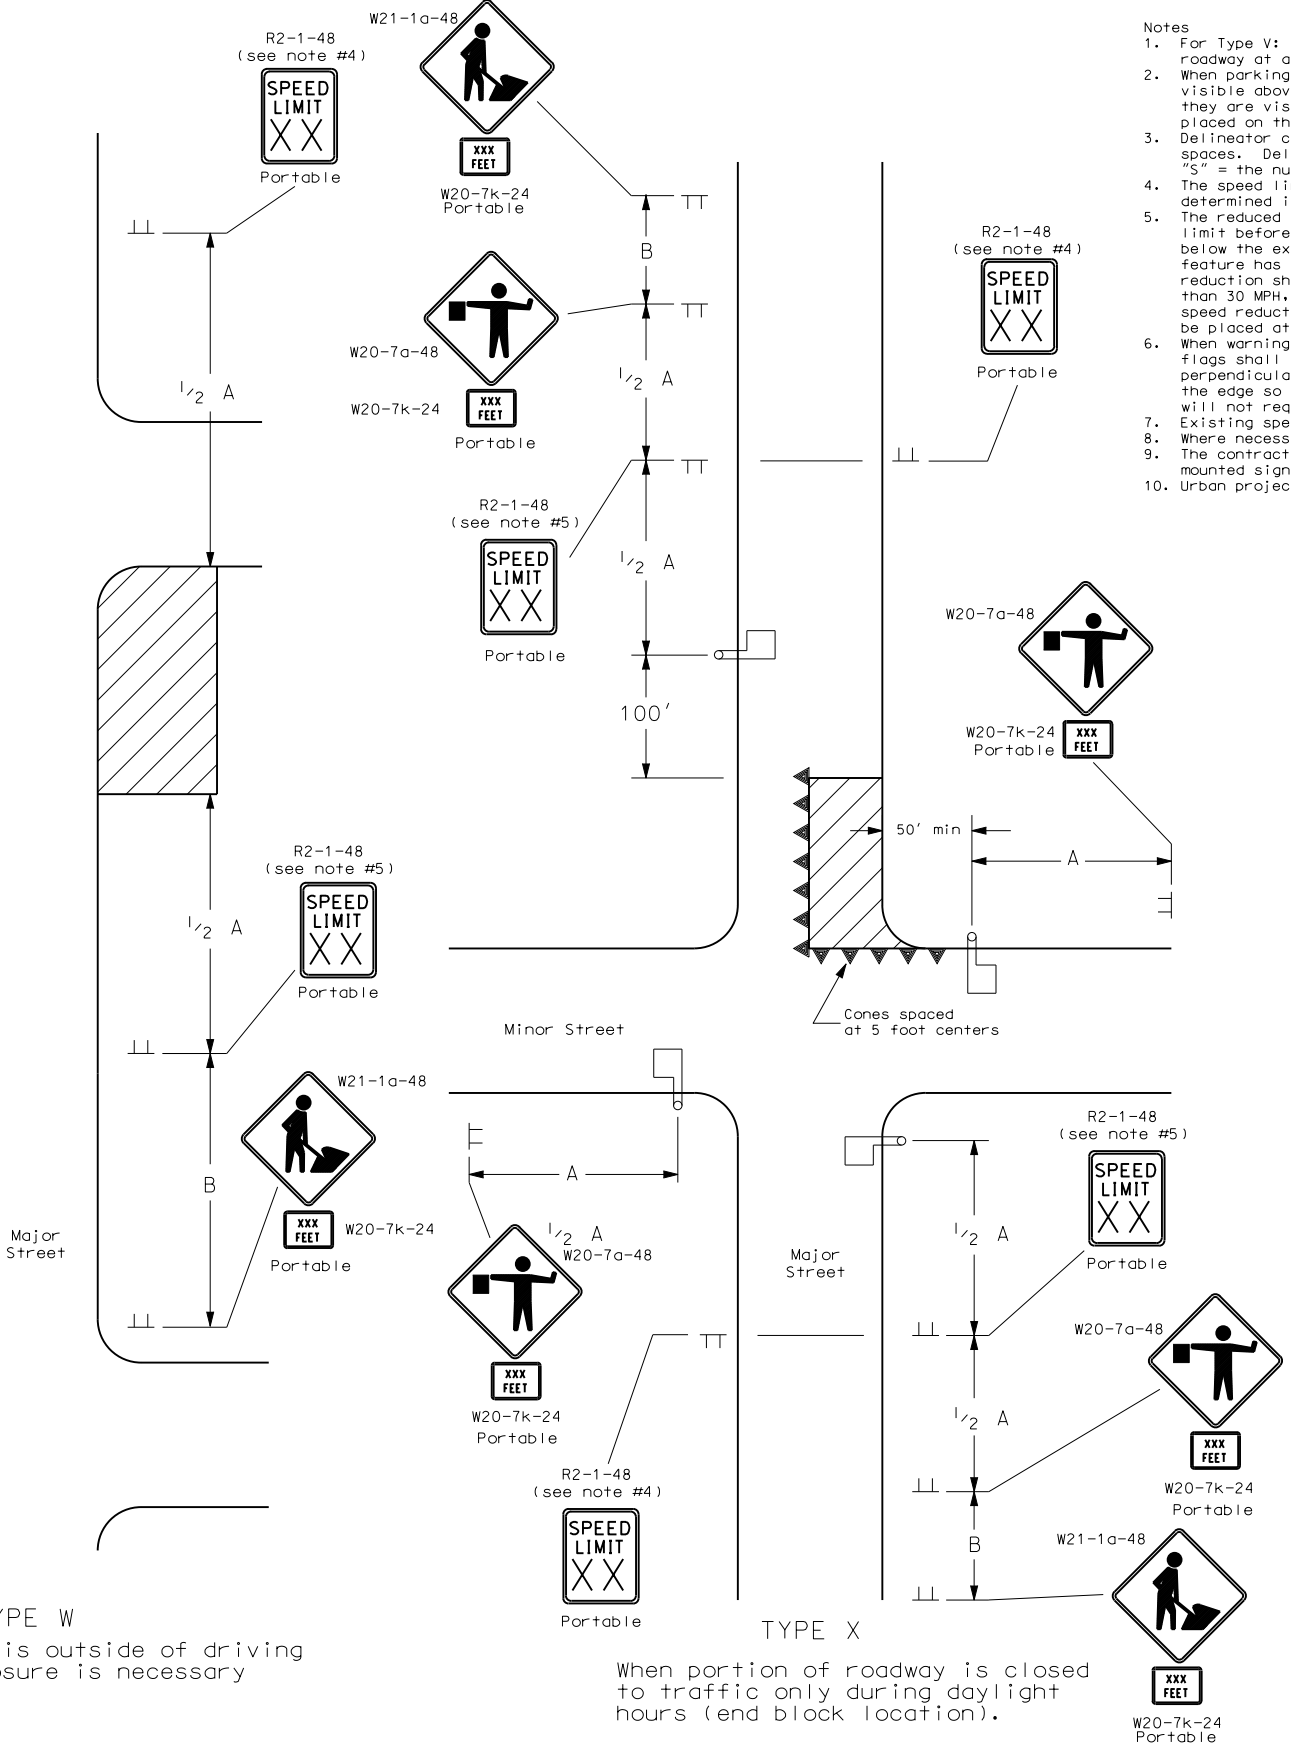 W21-1a-48
R2-1-48
(see note #4)
SPEED
LIMIT
X X
Portable
XXX
FEET
W20-7k-24
Portable
1/2 A
B
W20-7a-48
W20-7k-24
XXX
FEET
Portable
1/2 A
R2-1-48
(see note #5)
SPEED
LIMIT
X X
Portable
1/2 A
100'
R2-1-48
(see note #4)
SPEED
LIMIT
X X
Portable
Notes
1. For Type V:
roadway at a
2. When parking
visible abov
they are vis
placed on th
3. Delineator c
spaces. Del
"S" = the nu
4. The speed li
determined i
5. The reduced
limit before
below the ex
feature has
reduction sh
than 30 MPH,
speed reduct
be placed at
6. When warning
flags shall
perpendicula
the edge so
will not req
7. Existing spe
8. Where necess
9. The contract
mounted sign
10. Urban projec
W20-7a-48
W20-7k-24
Portable
XXX
FEET
50' min
A
Cones spaced
at 5 foot centers
Minor Street
R2-1-48
(see note #5)
SPEED
LIMIT
X X
Portable
1/2 A
W21-1a-48
XXX
FEET
W20-7k-24
Portable
B
Major
Street
A
1/2 A
W20-7a-48
XXX
FEET
W20-7k-24
Portable
R2-1-48
(see note #4)
SPEED
LIMIT
X X
Portable
Major
Street
R2-1-48
(see note #5)
SPEED
LIMIT
X X
Portable
1/2 A
W20-7a-48
XXX
FEET
W20-7k-24
Portable
1/2 A
B
W21-1a-48
XXX
FEET
W20-7k-24
Portable
YPE W
is outside of driving
osure is necessary
TYPE X
When portion of roadway is closed
to traffic only during daylight
hours (end block location).